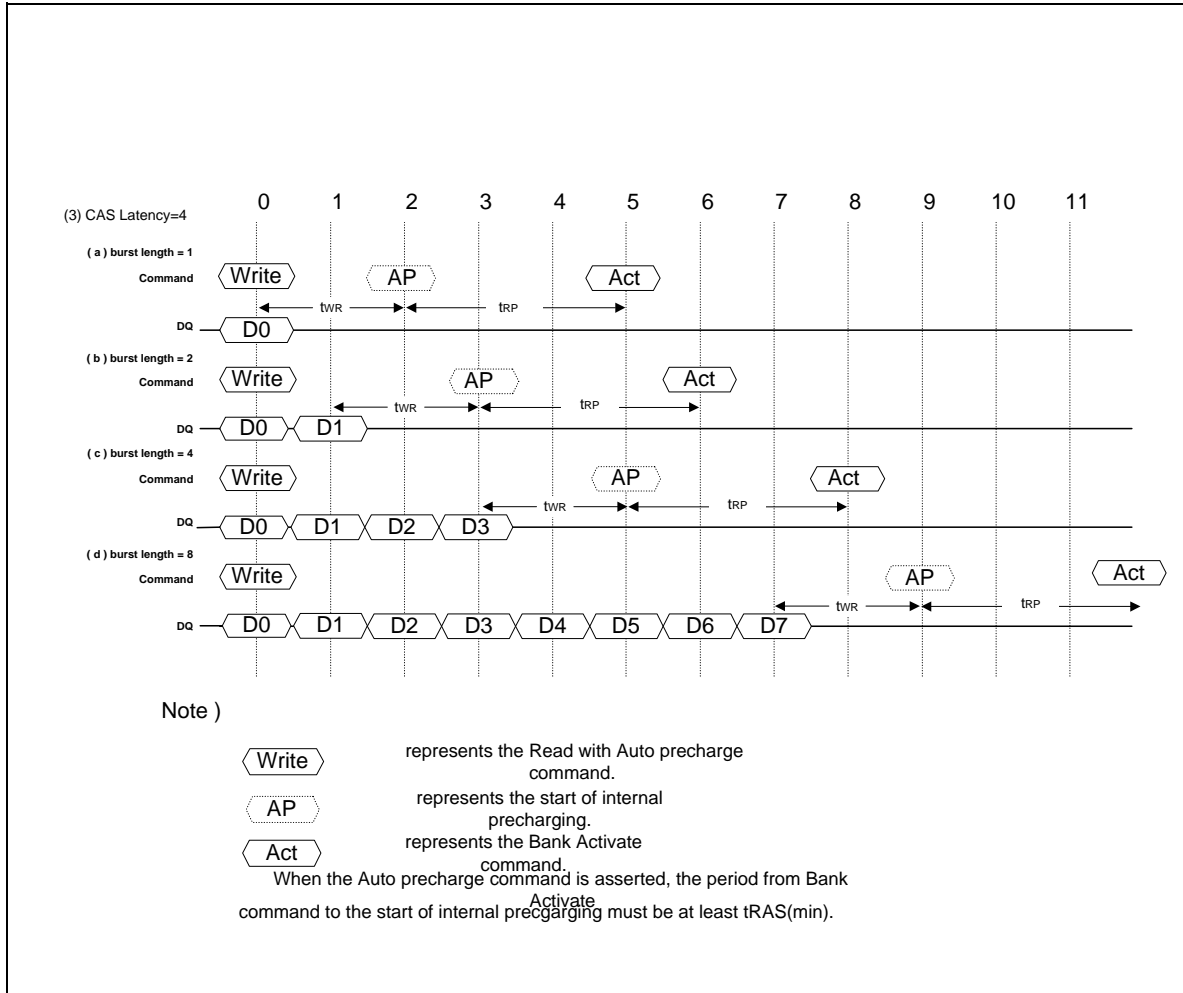 0 1 2 3 4 5 6 7 8 9 10 11
(3) CAS Latency=4
( a ) burst length = 1
Command Write AP Act
tWR tRP
DQ D0
( b ) burst length = 2
Command Write AP Act
tWR tRP
DQ D0 D1
( c ) burst length = 4
Command Write AP Act
tWR tRP
DQ D0 D1 D2 D3
( d ) burst length = 8
Command Write AP Act
tWR tRP
DQ D0 D1 D2 D3 D4 D5 D6 D7
Note )
Write represents the Read with Auto precharge
command.
AP represents the start of internal
precharging.
Act represents the Bank Activate
command.
When the Auto precharge command is asserted, the period from Bank
Activate
command to the start of internal precgarging must be at least tRAS(min).